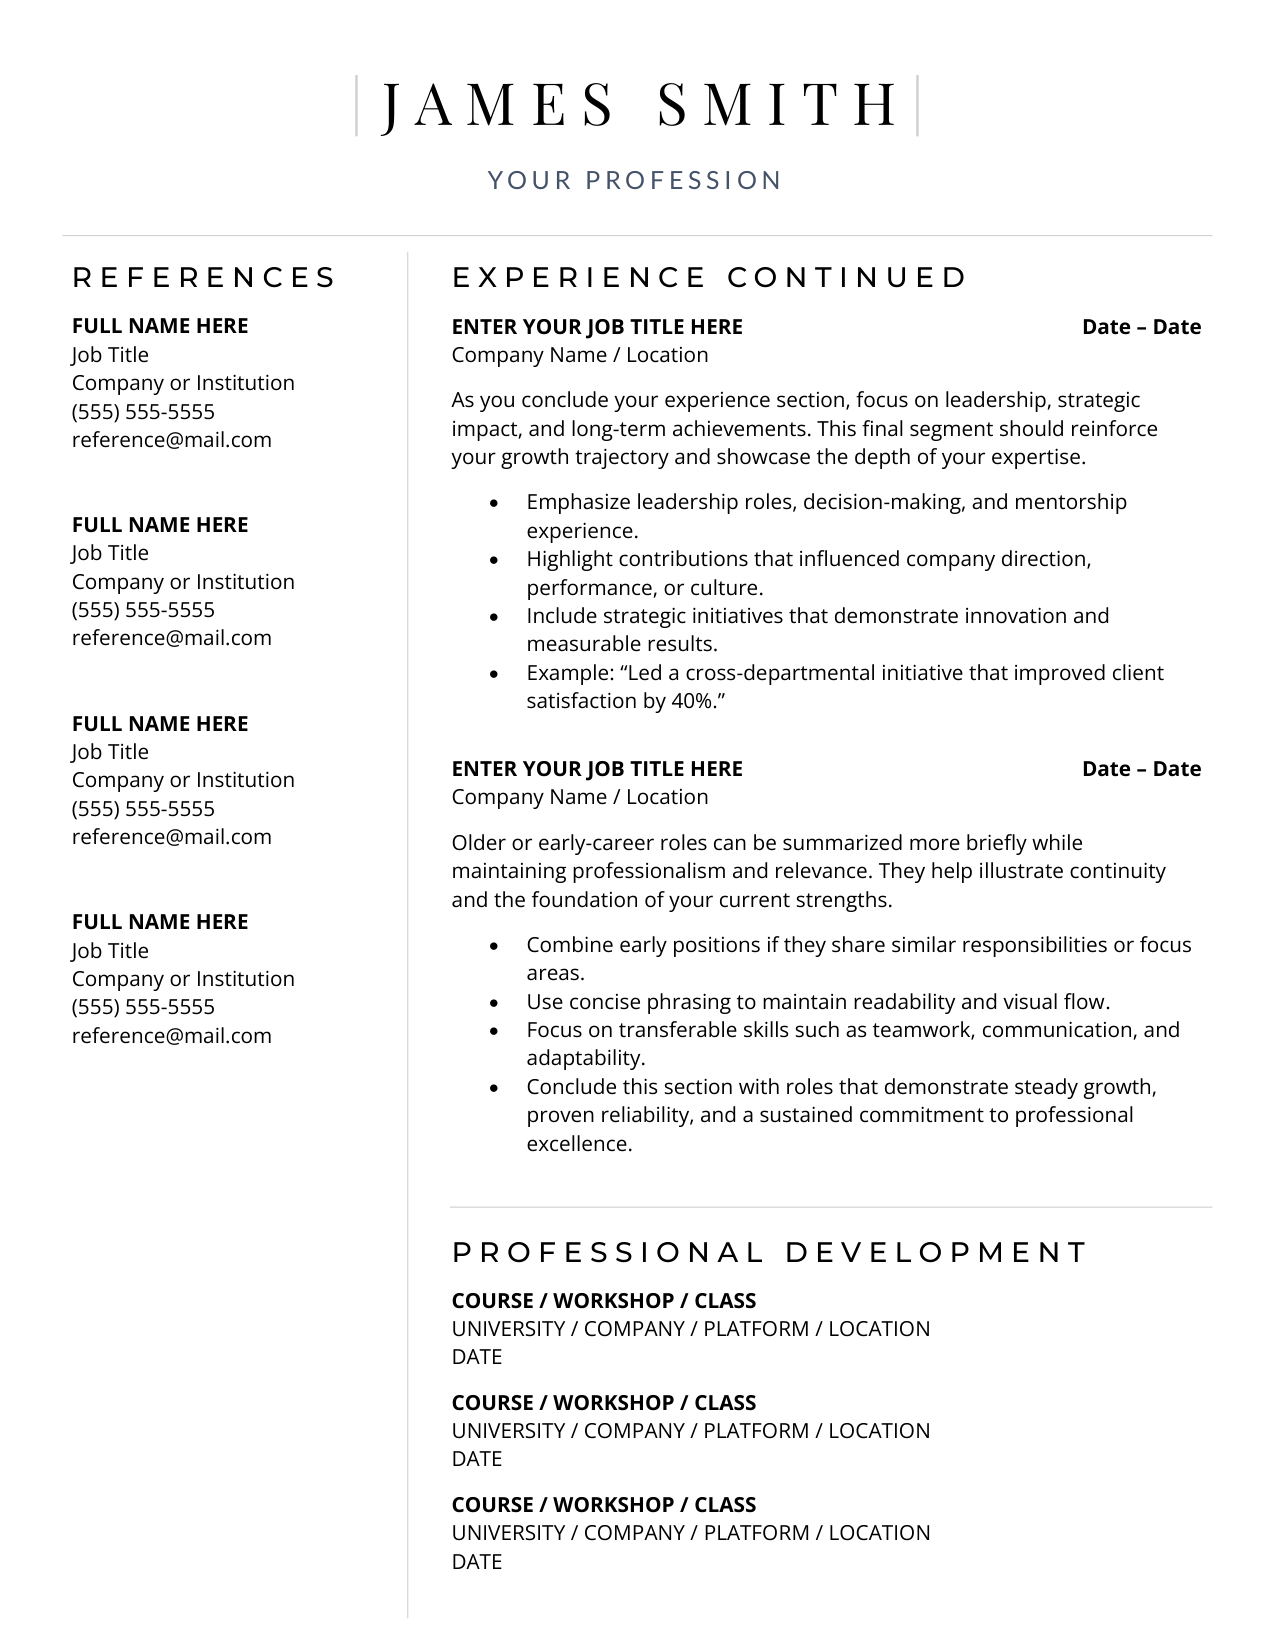 JAMES SMITH
YOUR PROFESSION
REFERENCES
FULL NAME HERE
Job Title
Company or Institution
(555) 555-5555
reference@mail.com
FULL NAME HERE
Job Title
Company or Institution
(555) 555-5555
reference@mail.com
FULL NAME HERE
Job Title
Company or Institution
(555) 555-5555
reference@mail.com
FULL NAME HERE
Job Title
Company or Institution
(555) 555-5555
reference@mail.com
EXPERIENCE CONTINUED
ENTER YOUR JOB TITLE HERE Date – Date
Company Name / Location
As you conclude your experience section, focus on leadership, strategic
impact, and long-term achievements. This final segment should reinforce
your growth trajectory and showcase the depth of your expertise.
• Emphasize leadership roles, decision-making, and mentorship
experience.
• Highlight contributions that influenced company direction,
performance, or culture.
• Include strategic initiatives that demonstrate innovation and
measurable results.
• Example: “Led a cross-departmental initiative that improved client
satisfaction by 40%.”
ENTER YOUR JOB TITLE HERE Date – Date
Company Name / Location
Older or early-career roles can be summarized more briefly while
maintaining professionalism and relevance. They help illustrate continuity
and the foundation of your current strengths.
• Combine early positions if they share similar responsibilities or focus
areas.
• Use concise phrasing to maintain readability and visual flow.
• Focus on transferable skills such as teamwork, communication, and
adaptability.
• Conclude this section with roles that demonstrate steady growth,
proven reliability, and a sustained commitment to professional
excellence.
PROFESSIONAL DEVELOPMENT
COURSE / WORKSHOP / CLASS
UNIVERSITY / COMPANY / PLATFORM / LOCATION
DATE
COURSE / WORKSHOP / CLASS
UNIVERSITY / COMPANY / PLATFORM / LOCATION
DATE
COURSE / WORKSHOP / CLASS
UNIVERSITY / COMPANY / PLATFORM / LOCATION
DATE